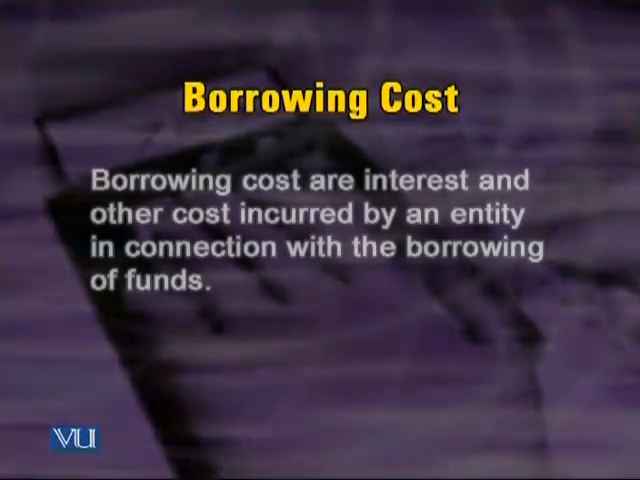 Borrowing Cost
Borrowing cost are interest and
other cost incurred by an entity
in connection with the borrowing
of funds.
VU